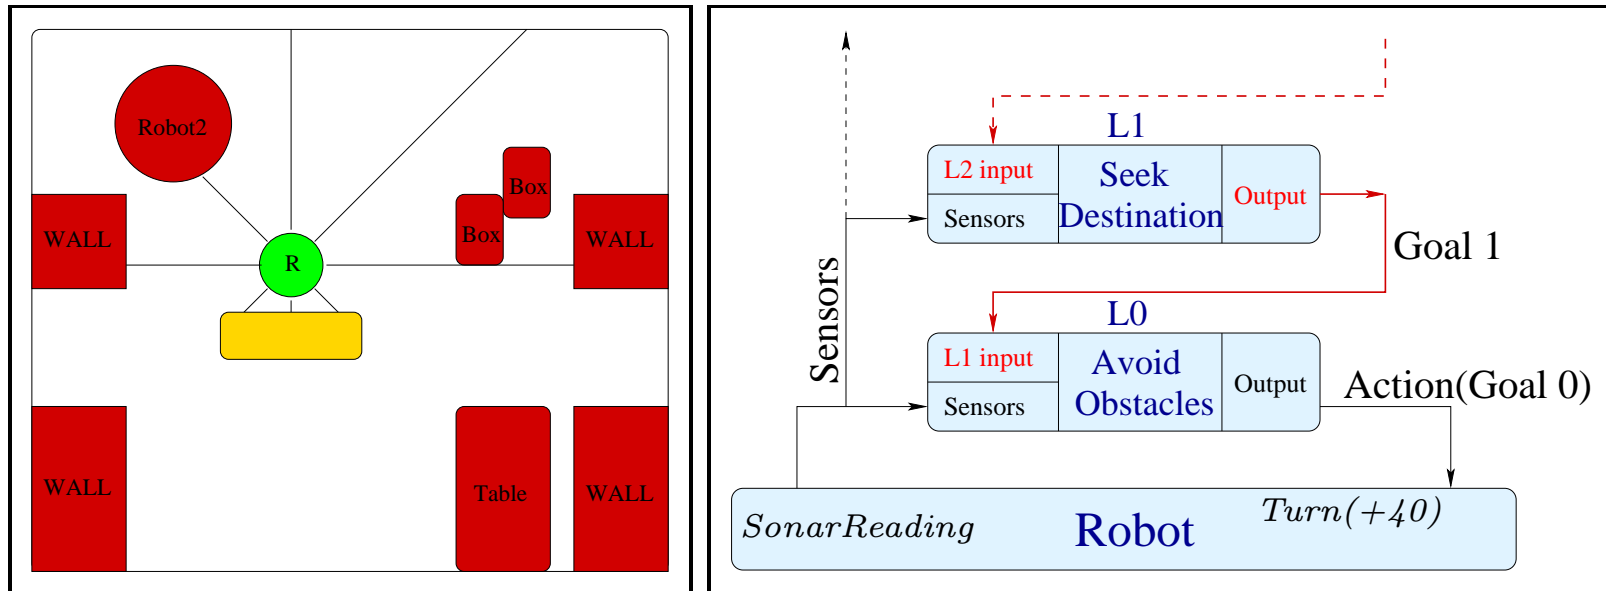 Robot2
Box
WALL
Box
WALL
R
WALL
Table
WALL
L1
L2 input
Seek
Destination
Sensors
Output
Goal 1
Sensors
L0
L1 input
Avoid
Obstacles
Sensors
Output
Action(Goal 0)
SonarReading
Robot
Turn(+40)